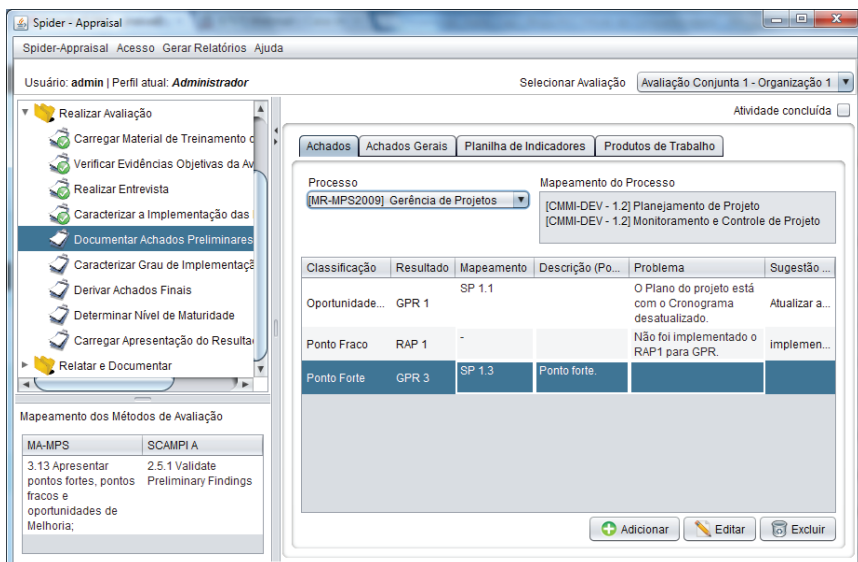 Spider - Appraisal
Spider-Appraisal Acesso Gerar Relatórios Ajuda
Usuário: admin | Perfil atual: Administrador
Selecionar Avaliação Avaliação Conjunta 1 - Organização 1
Atividade concluída
Realizar Avaliação
Carregar Material de Treinamento
Verificar Evidências Objetivas da Av
Realizar Entrevista
Caracterizar a Implementação das
Documentar Achados Preliminares
Caracterizar Grau de Implementaçã
Derivar Achados Finais
Determinar Nível de Maturidade
Carregar Apresentação do Resulta
Relatar e Documentar
Mapeamento dos Métodos de Avaliação
MA-MPS SCAMPI A
3.13 Apresentar
pontos fortes, pontos
fracos e
oportunidades de
Melhoria;
2.5.1 Validate
Preliminary Findings
Achados Achados Gerais Planilha de Indicadores Produtos de Trabalho
Processo
[MR-MPS2009] Gerência de Projetos
Mapeamento do Processo
[CMMI-DEV - 1.2] Planejamento de Projeto
[CMMI-DEV - 1.2] Monitoramento e Controle de Projeto
Classificação Resultado Mapeamento Descrição (Po... Problema Sugestão ...
Oportunidade... GPR 1 SP 1.1
O Plano do projeto está
com o Cronograma
desatualizado.
Atualizar a...
Ponto Fraco RAP 1 -
Não foi implementado o
RAP1 para GPR.
implemen...
Ponto Forte GPR 3 SP 1.3 Ponto forte.
Adicionar Editar Excluir